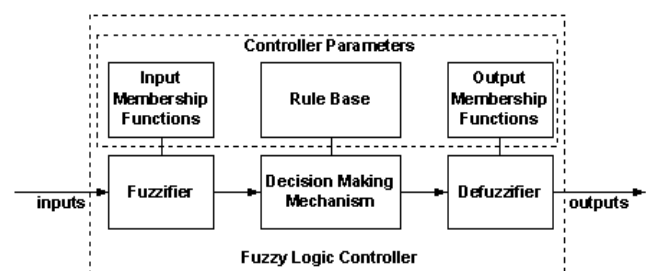 Controller Parameters
Input
Membership
Functions
Rule Base
Output
Membership
Functions
inputs
Fuzzifier
Decision Making
Mechanism
Defuzzifier
outputs
Fuzzy Logic Controller